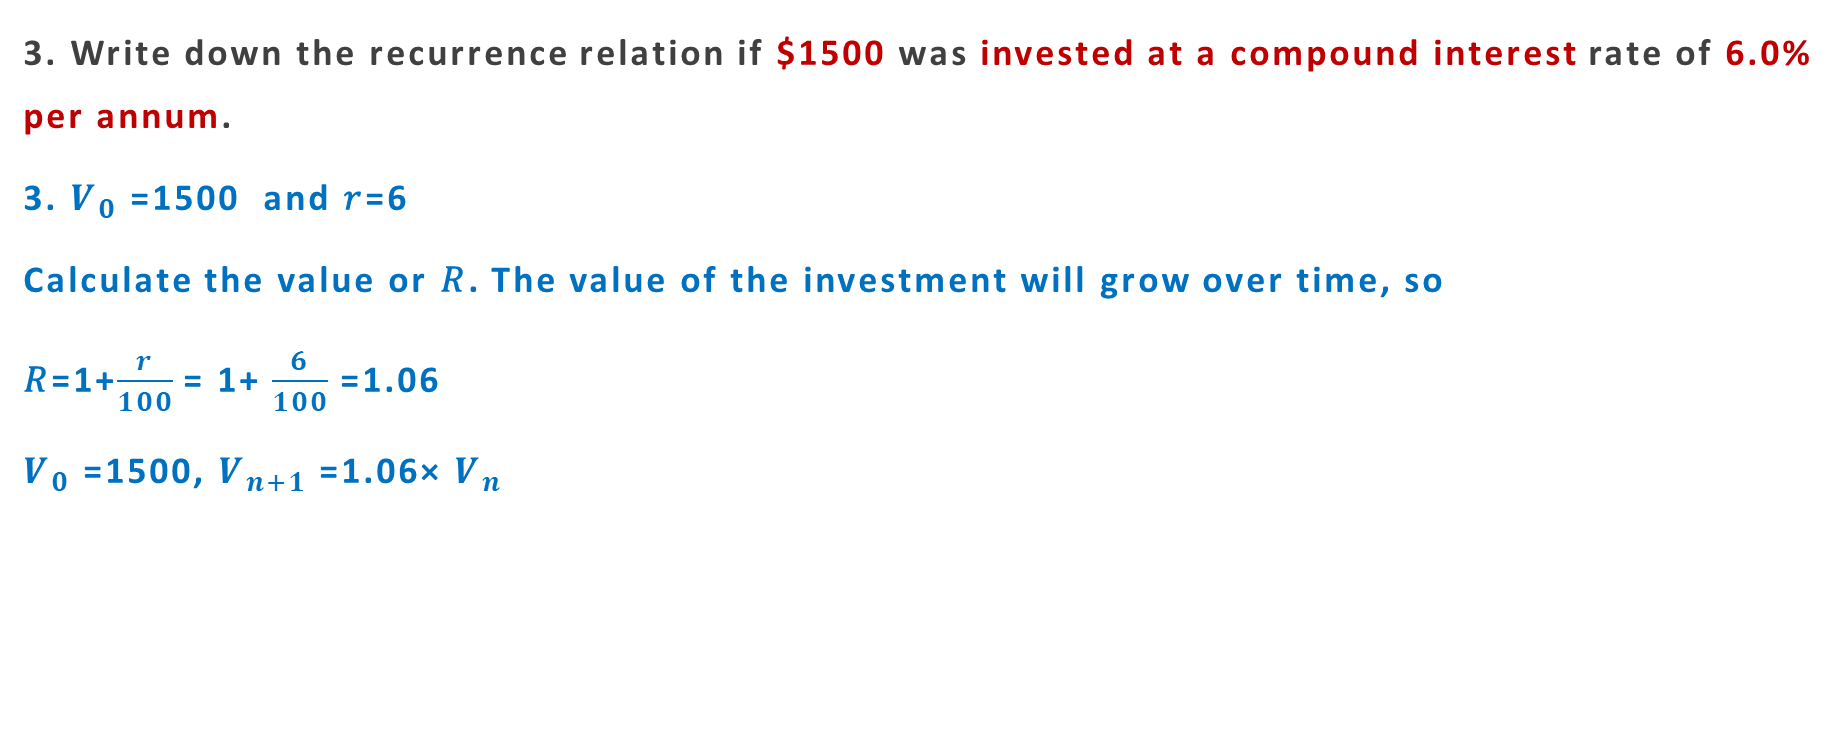 3. Write down the recurrence relation if $1500 was invested at a compound interest rate of 6.0%
per annum.
3. V₀ =1500 and r=6
Calculate the value or R. The value of the investment will grow over time, so
R=1+r/100 = 1+ 6/100 =1.06
V₀ =1500, Vₙ₊₁ =1.06× Vₙ